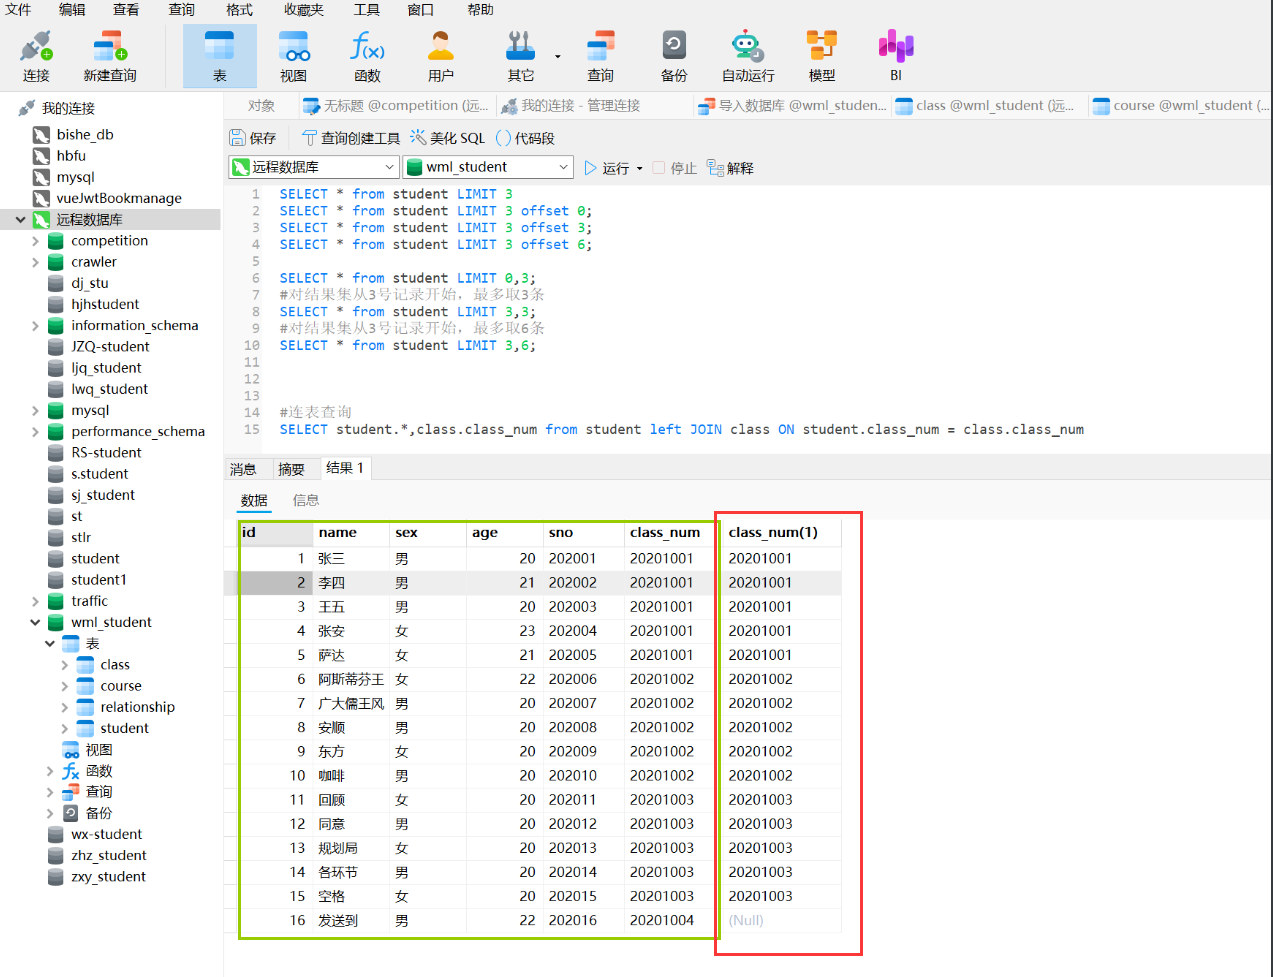 文件 编辑 查看 查询 格式 收藏夹 工具 窗口 帮助
连接 新建查询 表 视图 函数 用户 其它 查询 备份 自动运行 模型 BI
我的连接
bishe_db
hbfu
mysql
vueJwtBookmanage
远程数据库
competition
crawler
dj_stu
hjhstudent
information_schema
JZQ-student
ljq_student
lwq_student
mysql
performance_schema
RS-student
s.student
sj_student
st
stlr
student
student1
traffic
wml_student
表
class
course
relationship
student
视图
函数
查询
备份
wx-student
zhz_student
zxy_student
对象 无标题 @competition (远... 我的连接 - 管理连接 导入数据库 @wml_studen... class @wml_student (远... course @wml_student (...
保存 查询创建工具 美化 SQL 代码段
远程数据库 wml_student 运行 停止 解释
1 SELECT * from student LIMIT 3
2 SELECT * from student LIMIT 3 offset 0;
3 SELECT * from student LIMIT 3 offset 3;
4 SELECT * from student LIMIT 3 offset 6;
5
6 SELECT * from student LIMIT 0,3;
7 #对结果集从3号记录开始，最多取3条
8 SELECT * from student LIMIT 3,3;
9 #对结果集从3号记录开始，最多取6条
10 SELECT * from student LIMIT 3,6;
11
12
13
14 #连表查询
15 SELECT student.*,class.class_num from student left JOIN class ON student.class_num = class.class_num
消息 摘要 结果 1
数据 信息
id name sex age sno class_num class_num(1)
1 张三 男 20 202001 20201001 20201001
2 李四 男 21 202002 20201001 20201001
3 王五 男 20 202003 20201001 20201001
4 张安 女 23 202004 20201001 20201001
5 萨达 女 21 202005 20201001 20201001
6 阿斯蒂芬王 女 22 202006 20201002 20201002
7 广大儒王风 男 20 202007 20201002 20201002
8 安顺 男 20 202008 20201002 20201002
9 东方 女 20 202009 20201002 20201002
10 咖啡 男 20 202010 20201002 20201002
11 回顾 女 20 202011 20201003 20201003
12 同意 男 20 202012 20201003 20201003
13 规划局 女 20 202013 20201003 20201003
14 各环节 男 20 202014 20201003 20201003
15 空格 女 20 202015 20201003 20201003
16 发送到 男 22 202016 20201004 (Null)